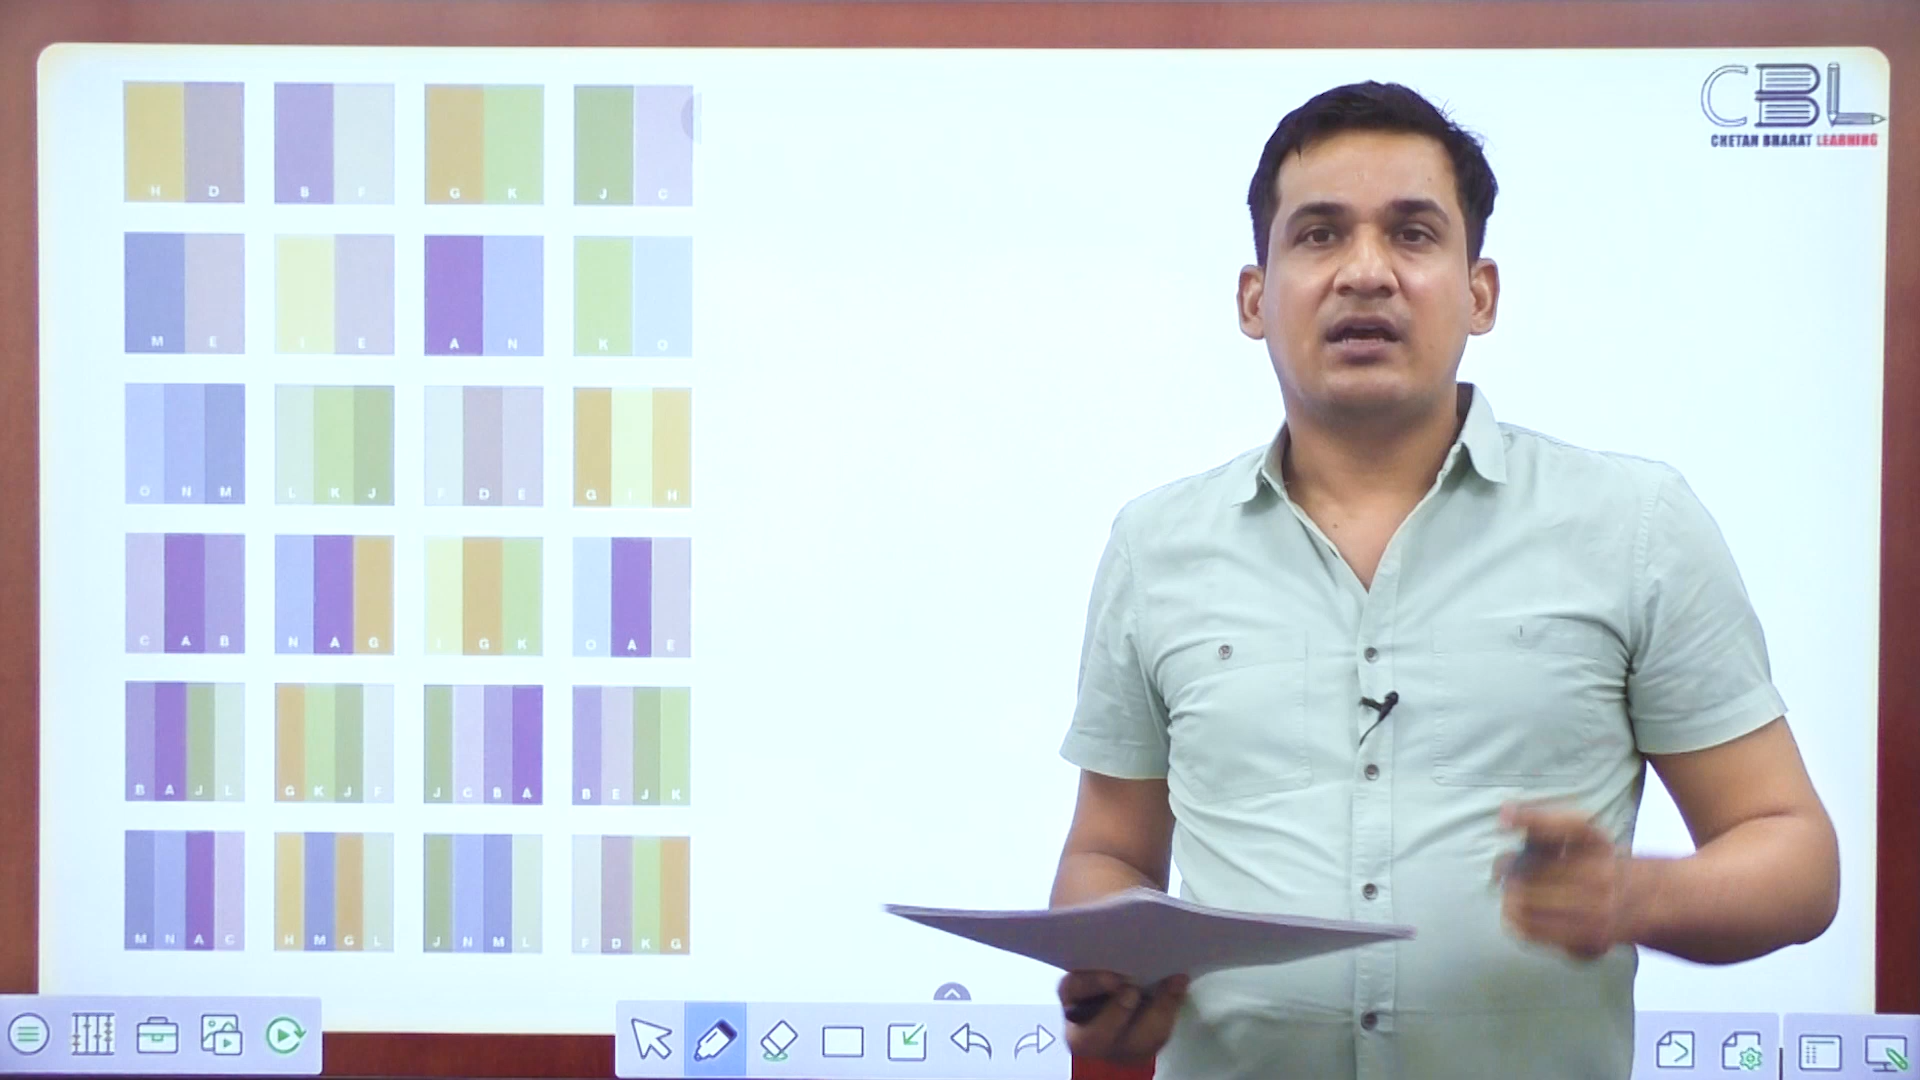 CBL
CHETAN BHARAT LEARNING
H D B F G K J C
M E I E A N K O
O N M L K J F D E G I H
C A B N A G I G K O A E
B A J L G K J F J C B A B E J K
M N A C H M G L J N M L F D K G